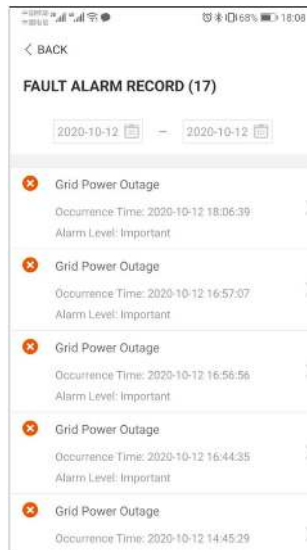 68% 18:08
< BACK
FAULT ALARM RECORD (17)
2020-10-12 – 2020-10-12
Grid Power Outage
Occurrence Time: 2020-10-12 18:06:39
Alarm Level: Important
Grid Power Outage
Occurrence Time: 2020-10-12 16:57:07
Alarm Level: Important
Grid Power Outage
Occurrence Time: 2020-10-12 16:56:56
Alarm Level: Important
Grid Power Outage
Occurrence Time: 2020-10-12 16:44:35
Alarm Level: Important
Grid Power Outage
Occurrence Time: 2020-10-12 14:45:29